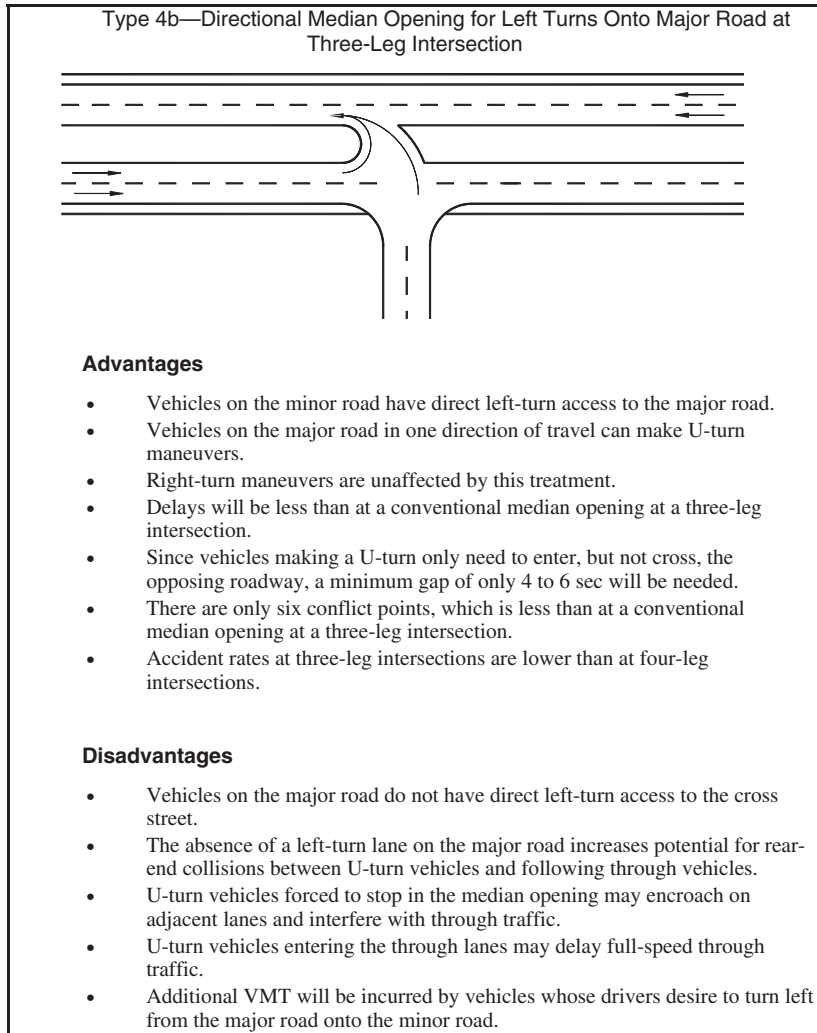 Type 4b—Directional Median Opening for Left Turns Onto Major Road at
Three-Leg Intersection
Advantages
• Vehicles on the minor road have direct left-turn access to the major road.
• Vehicles on the major road in one direction of travel can make U-turn
maneuvers.
• Right-turn maneuvers are unaffected by this treatment.
• Delays will be less than at a conventional median opening at a three-leg
intersection.
• Since vehicles making a U-turn only need to enter, but not cross, the
opposing roadway, a minimum gap of only 4 to 6 sec will be needed.
• There are only six conflict points, which is less than at a conventional
median opening at a three-leg intersection.
• Accident rates at three-leg intersections are lower than at four-leg
intersections.
Disadvantages
• Vehicles on the major road do not have direct left-turn access to the cross
street.
• The absence of a left-turn lane on the major road increases potential for rear-
end collisions between U-turn vehicles and following through vehicles.
• U-turn vehicles forced to stop in the median opening may encroach on
adjacent lanes and interfere with through traffic.
• U-turn vehicles entering the through lanes may delay full-speed through
traffic.
• Additional VMT will be incurred by vehicles whose drivers desire to turn left
from the major road onto the minor road.